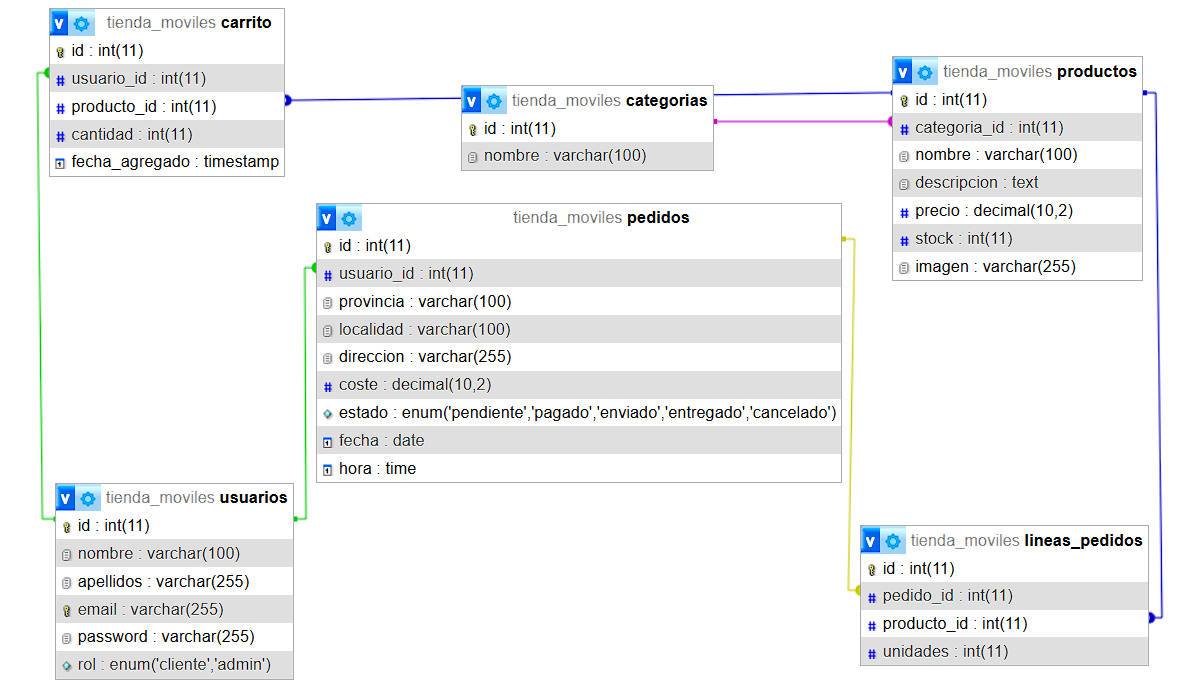 tienda_moviles carrito
id : int(11)
usuario_id : int(11)
producto_id : int(11)
cantidad : int(11)
fecha_agregado : timestamp
tienda_moviles categorias
id : int(11)
nombre : varchar(100)
tienda_moviles productos
id : int(11)
categoria_id : int(11)
nombre : varchar(100)
descripcion : text
precio : decimal(10,2)
stock : int(11)
imagen : varchar(255)
tienda_moviles pedidos
id : int(11)
usuario_id : int(11)
provincia : varchar(100)
localidad : varchar(100)
direccion : varchar(255)
coste : decimal(10,2)
estado : enum('pendiente','pagado','enviado','entregado','cancelado')
fecha : date
hora : time
tienda_moviles usuarios
id : int(11)
nombre : varchar(100)
apellidos : varchar(255)
email : varchar(255)
password : varchar(255)
rol : enum('cliente','admin')
tienda_moviles lineas_pedidos
id : int(11)
pedido_id : int(11)
producto_id : int(11)
unidades : int(11)